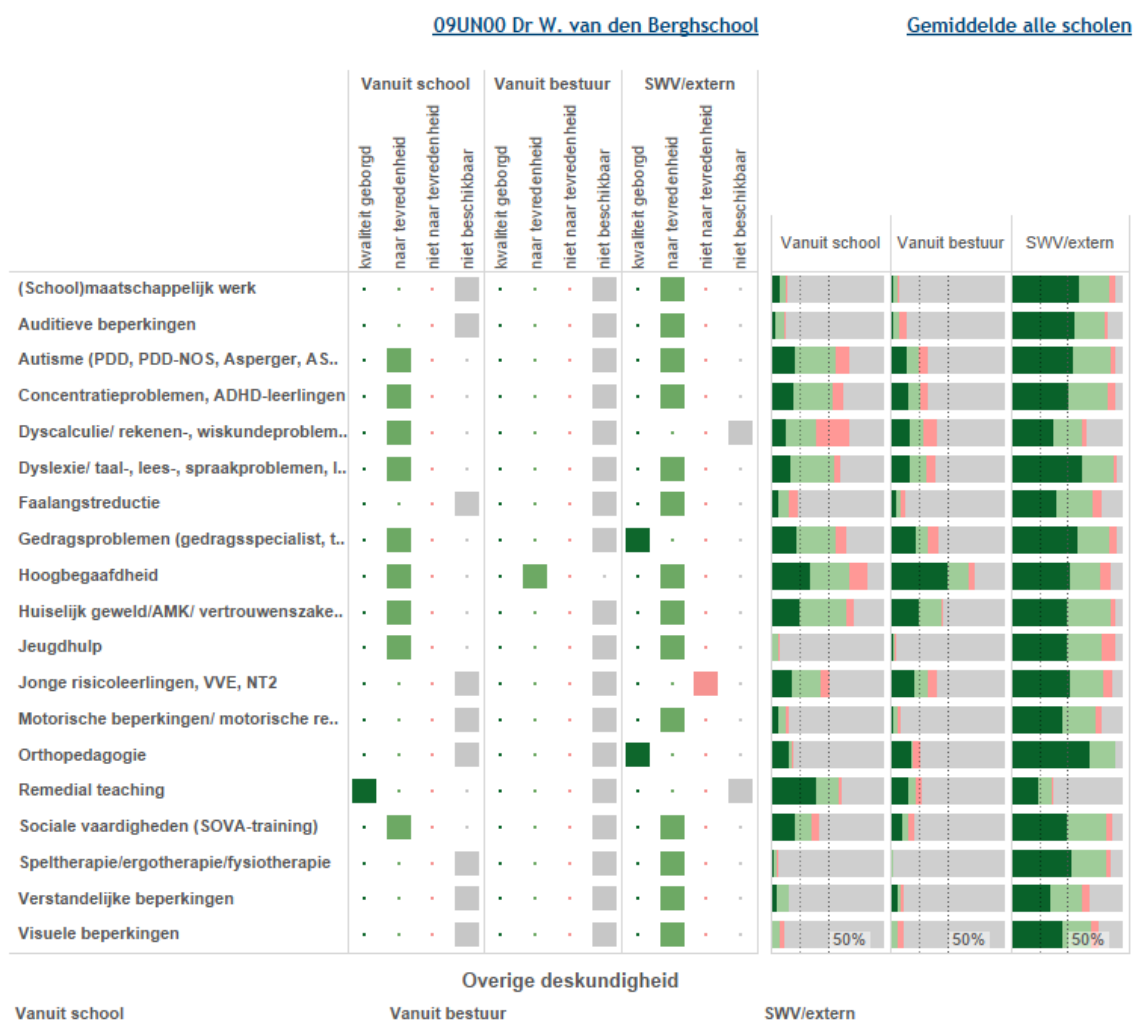 09UN00 Dr W. van den Berghschool
Gemiddelde alle scholen
Vanuit school
Vanuit bestuur
SWV/extern
kwaliteit geborgd
naar tevredenheid
niet naar tevredenheid
niet beschikbaar
kwaliteit geborgd
naar tevredenheid
niet naar tevredenheid
niet beschikbaar
kwaliteit geborgd
naar tevredenheid
niet naar tevredenheid
niet beschikbaar
Vanuit school
Vanuit bestuur
SWV/extern
(School)maatschappelijk werk
Auditieve beperkingen
Autisme (PDD, PDD-NOS, Asperger, AS..
Concentratieproblemen, ADHD-leerlingen
Dyscalculie/ rekenen-, wiskundeproblem..
Dyslexie/ taal-, lees-, spraakproblemen, l..
Faalangstreductie
Gedragsproblemen (gedragsspecialist, t..
Hoogbegaafdheid
Huiselijk geweld/AMK/ vertrouwenszake..
Jeugdhulp
Jonge risicoleerlingen, VVE, NT2
Motorische beperkingen/ motorische re..
Orthopedagogie
Remedial teaching
Sociale vaardigheden (SOVA-training)
Speltherapie/ergotherapie/fysiotherapie
Verstandelijke beperkingen
Visuele beperkingen
50%
50%
50%
Overige deskundigheid
Vanuit school
Vanuit bestuur
SWV/extern